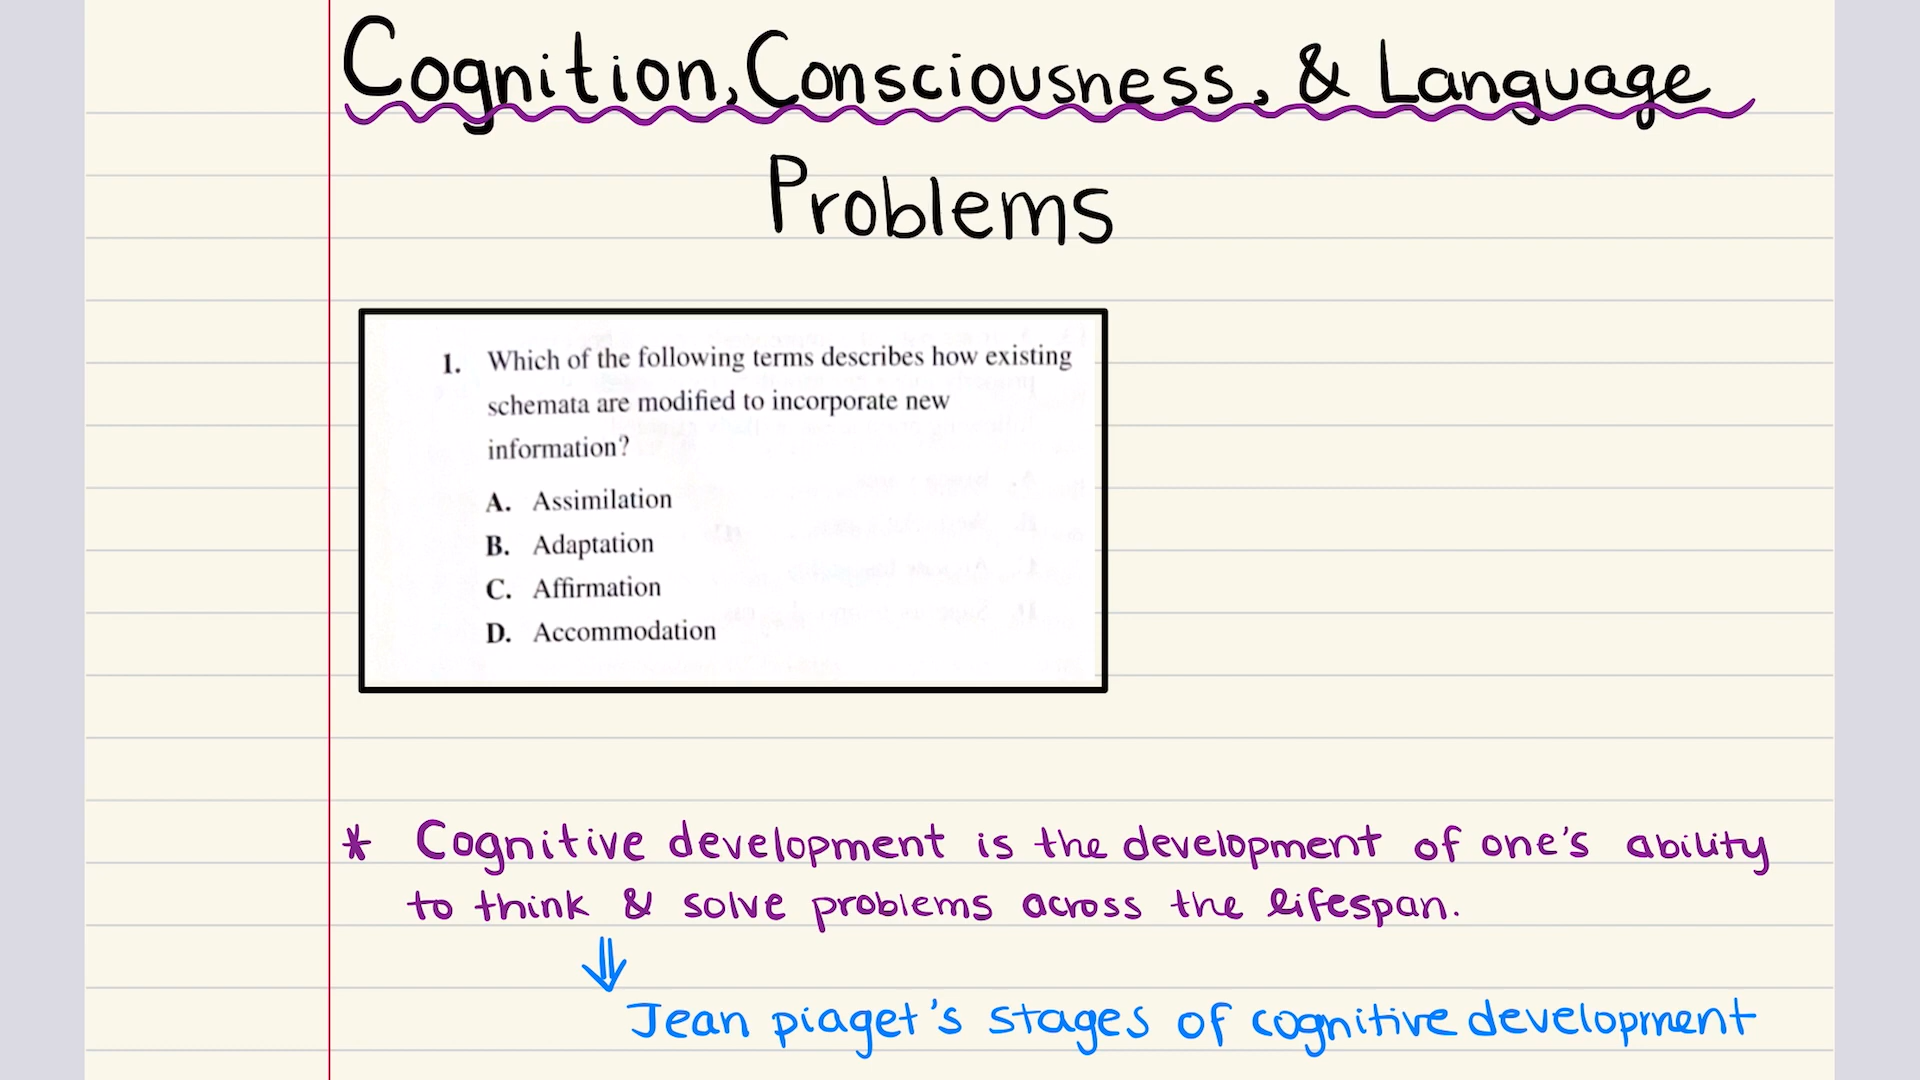 Cognition, Consciousness, & Language
Problems
1. Which of the following terms describes how existing
schemata are modified to incorporate new
information?
A. Assimilation
B. Adaptation
C. Affirmation
D. Accommodation
* Cognitive development is the development of one's ability
to think & solve problems across the lifespan.
Jean piaget's stages of cognitive development